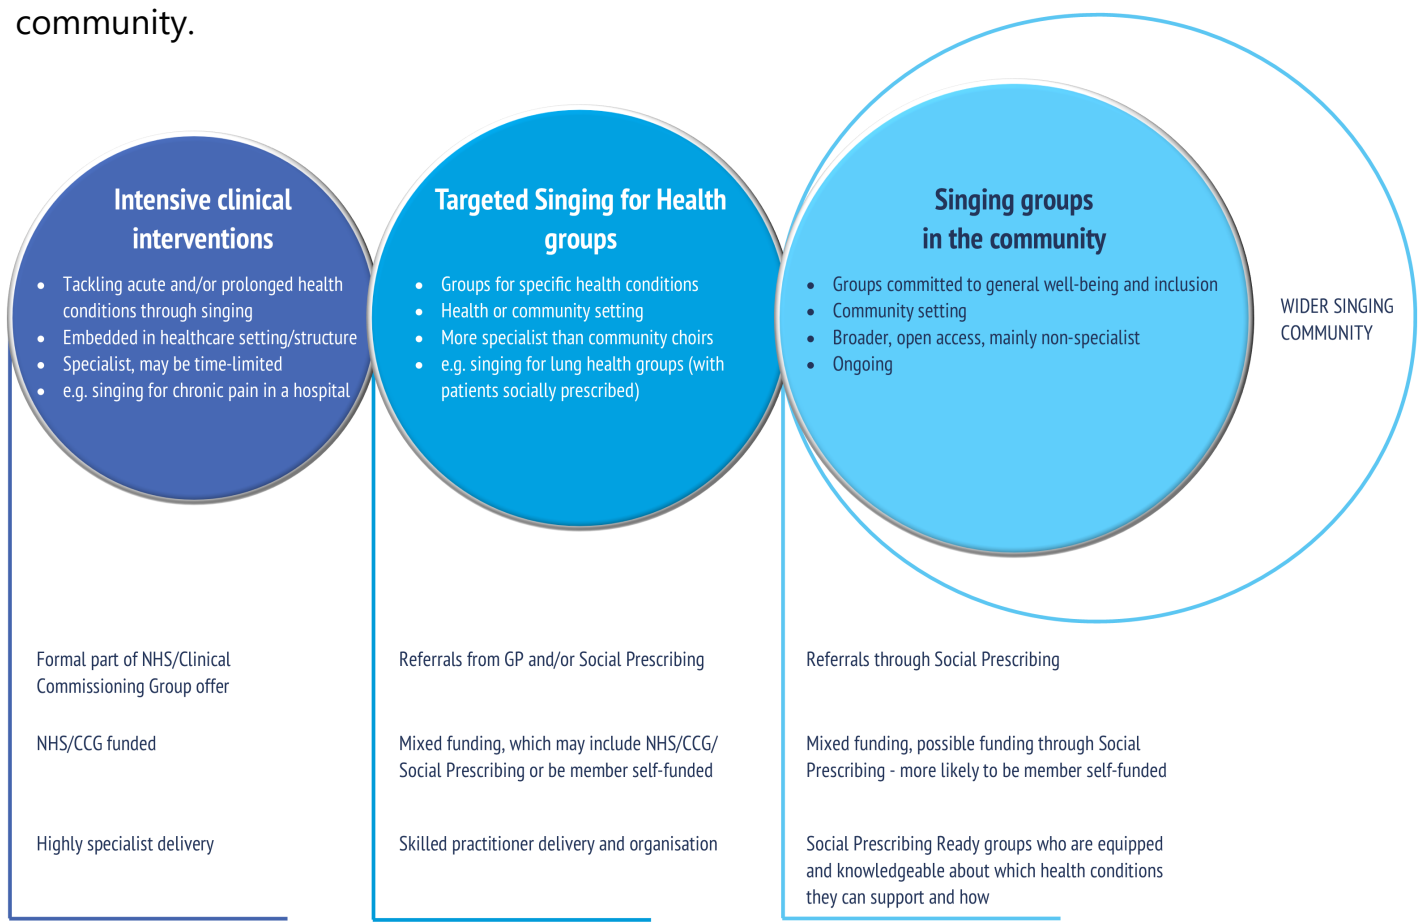 community.
Intensive clinical
interventions
• Tackling acute and/or prolonged health
conditions through singing
• Embedded in healthcare setting/structure
• Specialist, may be time-limited
• e.g. singing for chronic pain in a hospital
Targeted Singing for Health
groups
• Groups for specific health conditions
• Health or community setting
• More specialist than community choirs
• e.g. singing for lung health groups (with
patients socially prescribed)
Singing groups
in the community
• Groups committed to general well-being and inclusion
• Community setting
• Broader, open access, mainly non-specialist
• Ongoing
WIDER SINGING
COMMUNITY
Formal part of NHS/Clinical
Commissioning Group offer
NHS/CCG funded
Highly specialist delivery
Referrals from GP and/or Social Prescribing
Mixed funding, which may include NHS/CCG/
Social Prescribing or be member self-funded
Skilled practitioner delivery and organisation
Referrals through Social Prescribing
Mixed funding, possible funding through Social
Prescribing - more likely to be member self-funded
Social Prescribing Ready groups who are equipped
and knowledgeable about which health conditions
they can support and how